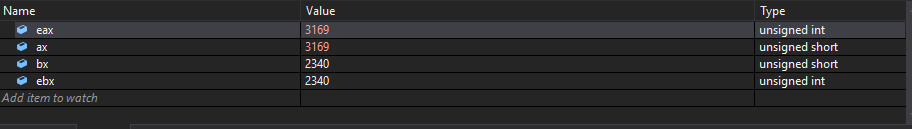 Name Value Type
eax 3169 unsigned int
ax 3169 unsigned short
bx 2340 unsigned short
ebx 2340 unsigned int
Add item to watch